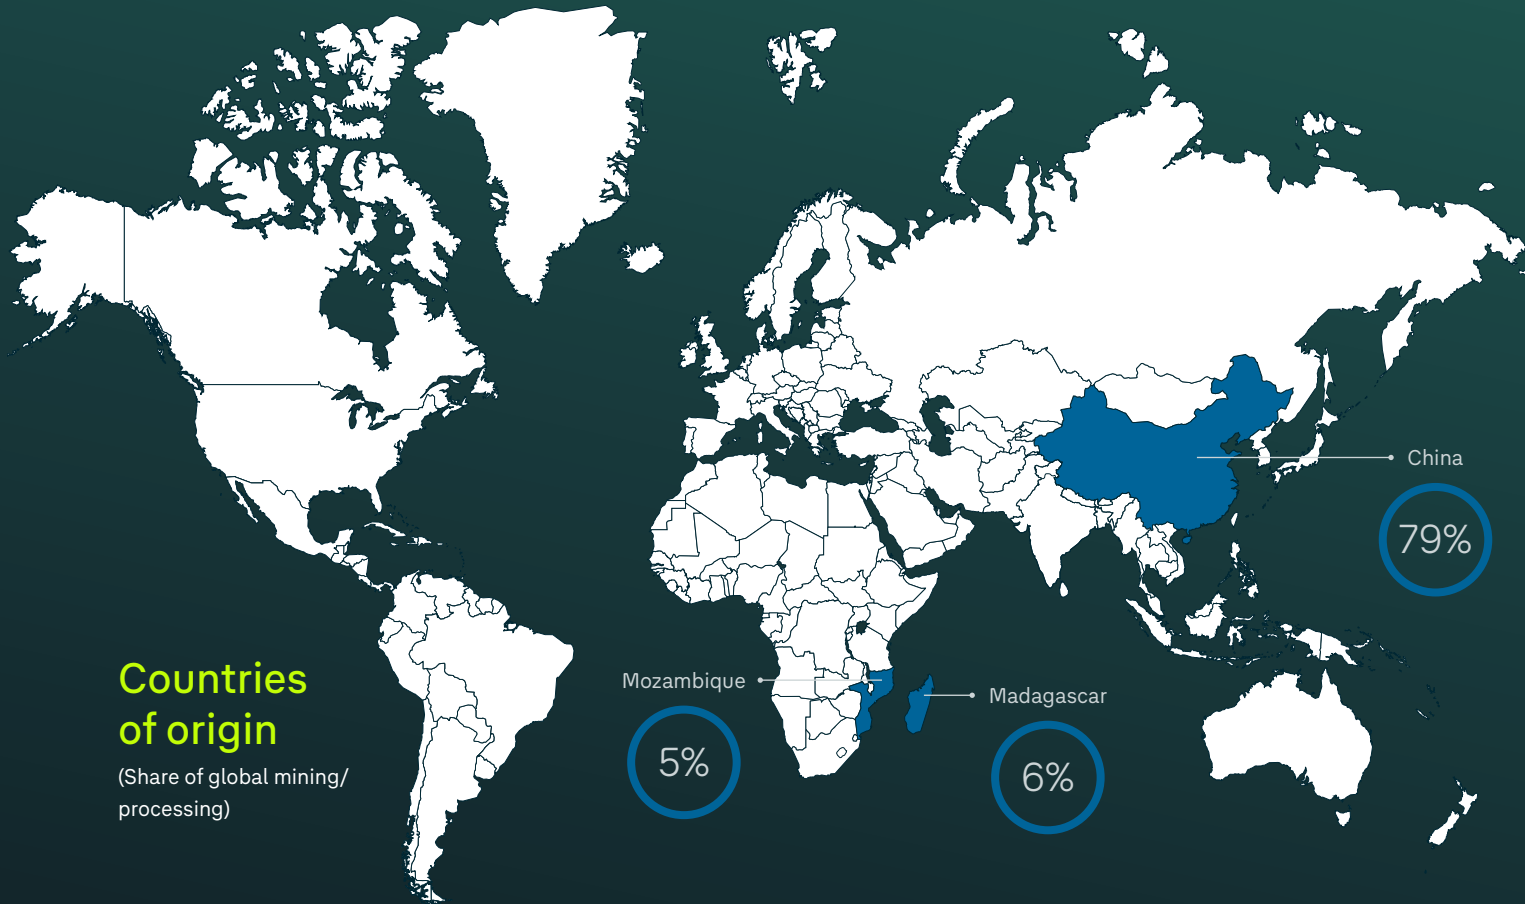 China
79%
Mozambique
5%
Madagascar
6%
Countries
of origin
(Share of global mining/
processing)